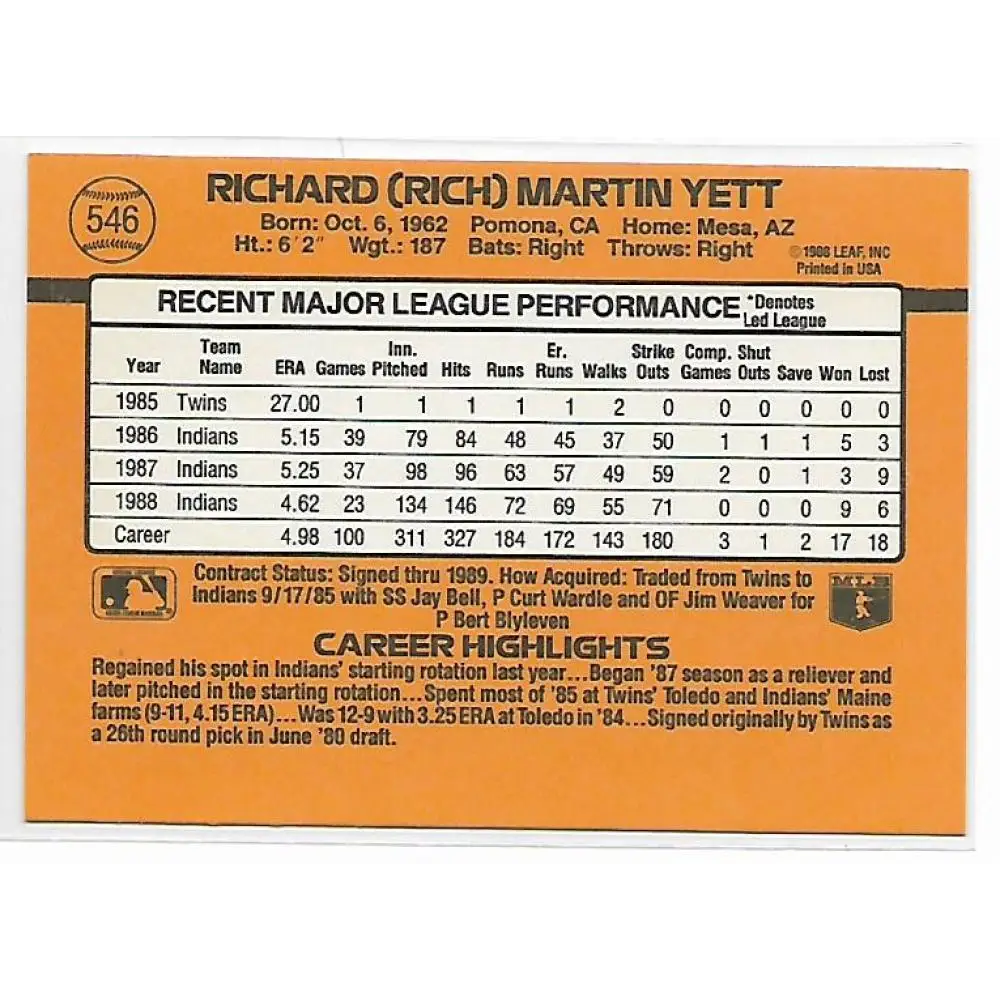 546
RICHARD (RICH) MARTIN YETT
Born: Oct. 6, 1962 Pomona, CA Home: Mesa, AZ
Ht.: 6'2" Wgt.: 187 Bats: Right Throws: Right
©1988 LEAF, INC
Printed in USA
RECENT MAJOR LEAGUE PERFORMANCE *Denotes
Led League
Year Team Name ERA Games Inn. Pitched Hits Runs Er. Runs Walks Strike Outs Comp. Games Shut Outs Save Won Lost
1985 Twins 27.00 1 1 1 1 1 2 0 0 0 0 0 0
1986 Indians 5.15 39 79 84 48 45 37 50 1 1 1 5 3
1987 Indians 5.25 37 98 96 63 57 49 59 2 0 1 3 9
1988 Indians 4.62 23 134 146 72 69 55 71 0 0 0 9 6
Career 4.98 100 311 327 184 172 143 180 3 1 2 17 18
Contract Status: Signed thru 1989. How Acquired: Traded from Twins to
Indians 9/17/85 with SS Jay Bell, P Curt Wardle and OF Jim Weaver for
P Bert Blyleven
CAREER HIGHLIGHTS
Regained his spot in Indians' starting rotation last year...Began '87 season as a reliever and
later pitched in the starting rotation...Spent most of '85 at Twins' Toledo and Indians' Maine
farms (9-11, 4.15 ERA)...Was 12-9 with 3.25 ERA at Toledo in '84...Signed originally by Twins as
a 26th round pick in June '80 draft.